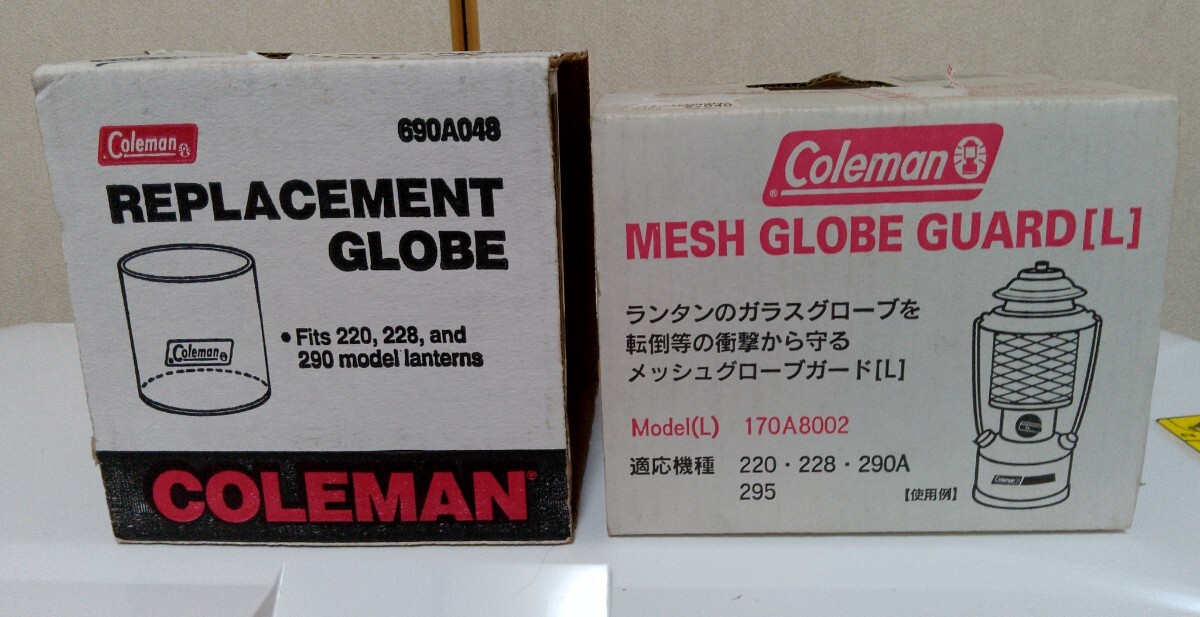 Coleman
690A048
REPLACEMENT
GLOBE
Coleman
• Fits 220, 228, and
290 model lanterns
COLEMAN®
Coleman
®
MESH GLOBE GUARD [L]
ランタンのガラスグローブを
転倒等の衝撃から守る
メッシュグローブガード[L]
Model(L) 170A8002
適応機種 220・228・290A
295
【使用例】
Coleman